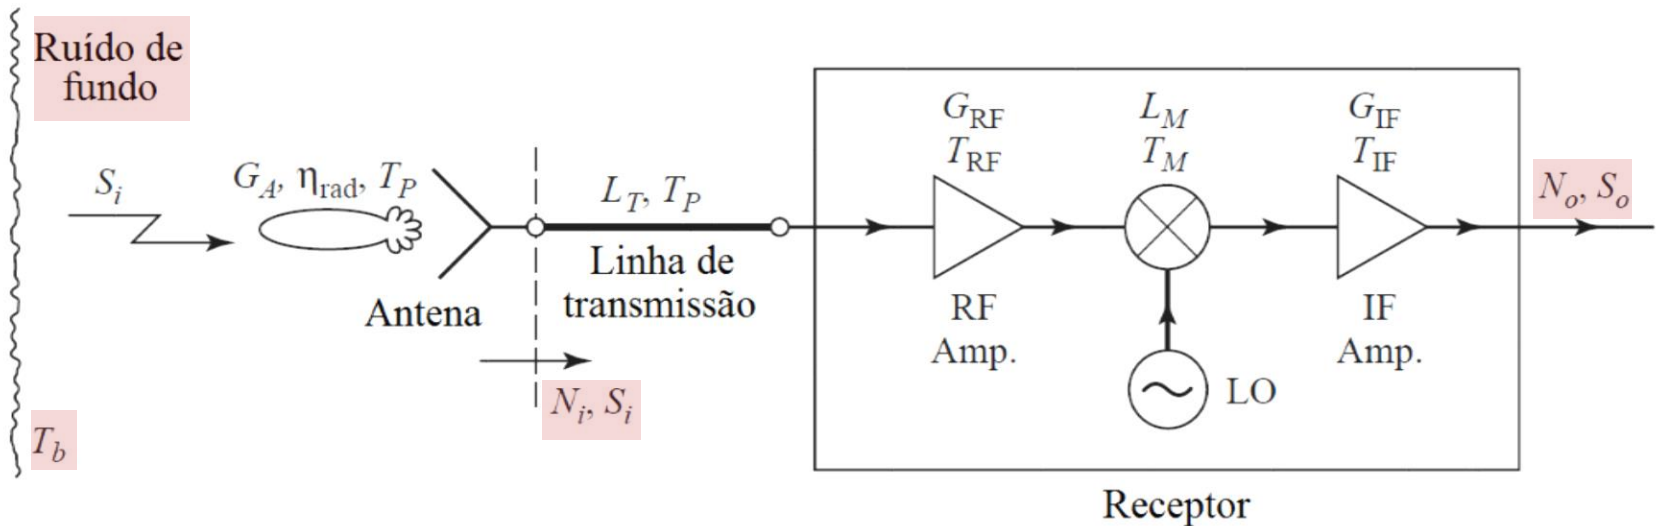 Ruído de
fundo
S_i
G_A, η_rad, T_P
Antena
L_T, T_P
Linha de
transmissão
N_i, S_i
T_b
G_RF
T_RF
RF
Amp.
L_M
T_M
LO
G_IF
T_IF
IF
Amp.
N_o, S_o
Receptor